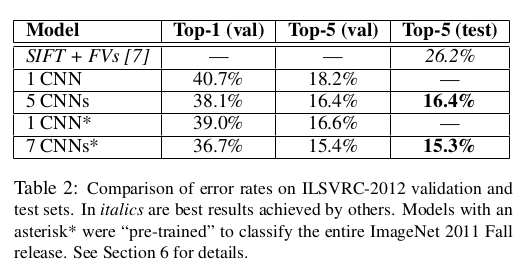 Model Top-1 (val) Top-5 (val) Top-5 (test)
SIFT + FVs [7] — — 26.2%
1 CNN 40.7% 18.2% —
5 CNNs 38.1% 16.4% 16.4%
1 CNN* 39.0% 16.6% —
7 CNNs* 36.7% 15.4% 15.3%
Table 2: Comparison of error rates on ILSVRC-2012 validation and
test sets. In italics are best results achieved by others. Models with an
asterisk* were “pre-trained” to classify the entire ImageNet 2011 Fall
release. See Section 6 for details.